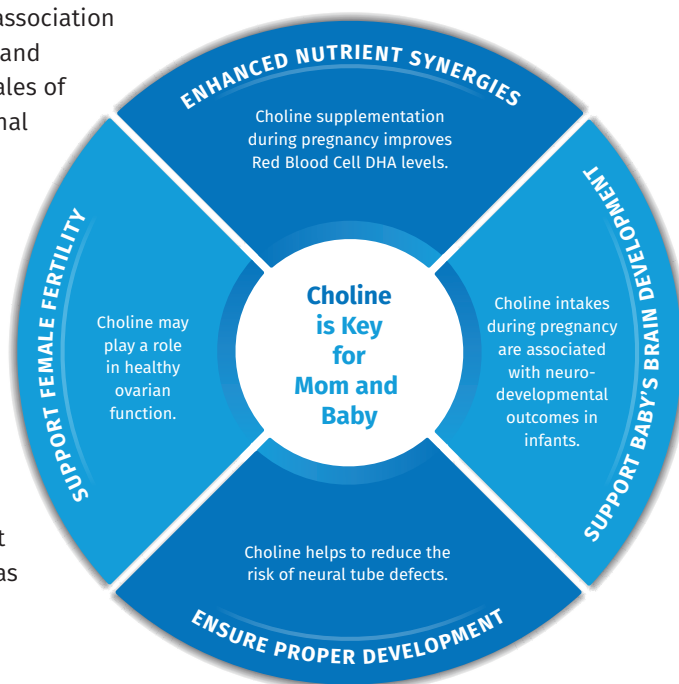 association
and
ales of
nal
t
as
ENHANCED NUTRIENT SYNERGIES
Choline supplementation
during pregnancy improves
Red Blood Cell DHA levels.
SUPPORT FEMALE FERTILITY
Choline may
play a role
in healthy
ovarian
function.
Choline
is Key
for
Mom and
Baby
SUPPORT BABY'S BRAIN DEVELOPMENT
Choline intakes
during pregnancy
are associated
with neuro-
developmental
outcomes in
infants.
Choline helps to reduce the
risk of neural tube defects.
ENSURE PROPER DEVELOPMENT